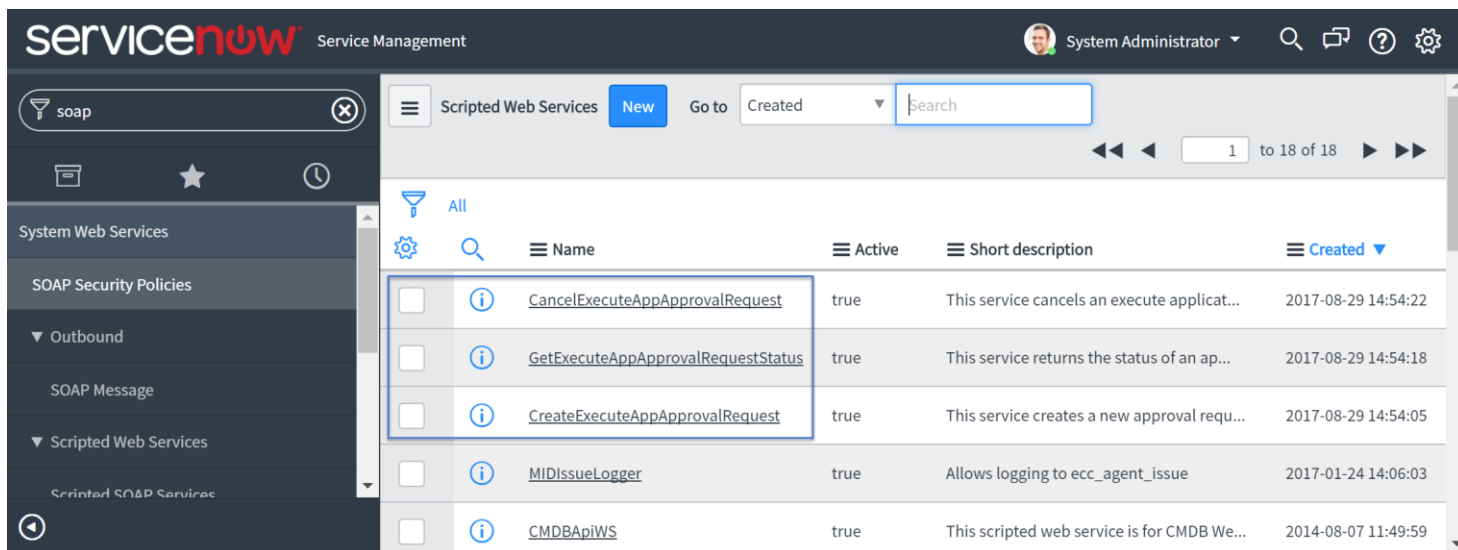 servicenow Service Management
System Administrator
soap
Scripted Web Services New Go to Created Search
1 to 18 of 18
System Web Services
SOAP Security Policies
Outbound
SOAP Message
Scripted Web Services
Scripted SOAP Services
All
Name Active Short description Created
CancelExecuteAppApprovalRequest true This service cancels an execute applicat... 2017-08-29 14:54:22
GetExecuteAppApprovalRequestStatus true This service returns the status of an ap... 2017-08-29 14:54:18
CreateExecuteAppApprovalRequest true This service creates a new approval requ... 2017-08-29 14:54:05
MIDIssueLogger true Allows logging to ecc_agent_issue 2017-01-24 14:06:03
CMDBApiWS true This scripted web service is for CMDB We... 2014-08-07 11:49:59